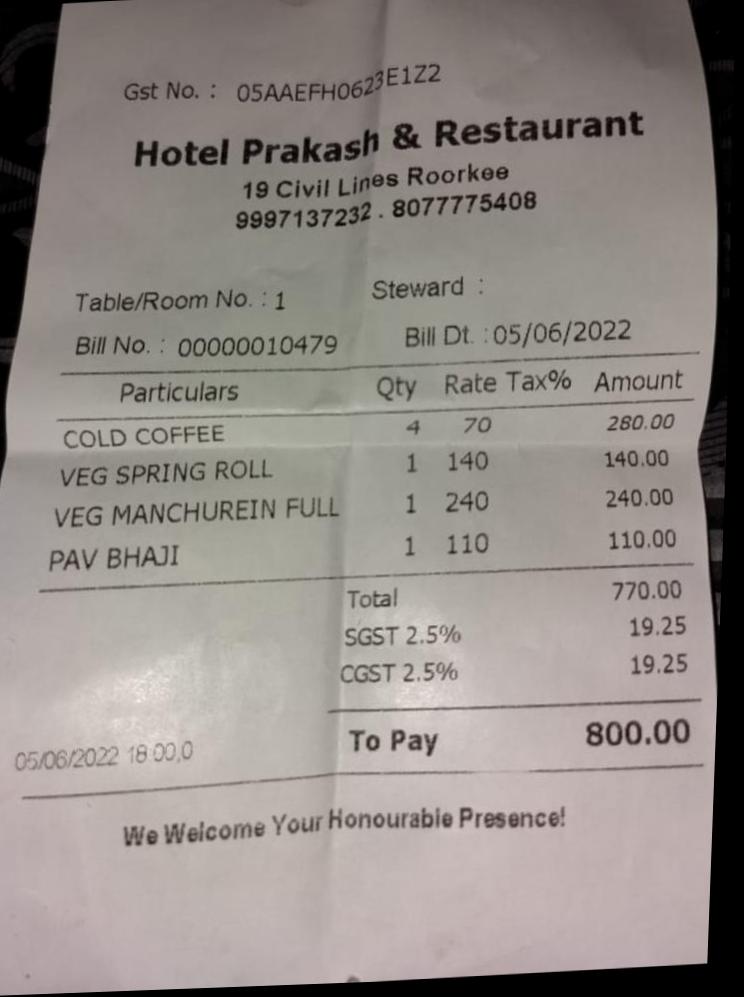 Gst No. : 05AAEFH0623E1Z2
Hotel Prakash & Restaurant
19 Civil Lines Roorkee
9997137232 . 8077775408
Table/Room No. : 1 Steward :
Bill No. : 00000010479 Bill Dt. : 05/06/2022
Particulars Qty Rate Tax% Amount
COLD COFFEE 4 70 280.00
VEG SPRING ROLL 1 140 140.00
VEG MANCHUREIN FULL 1 240 240.00
PAV BHAJI 1 110 110.00
Total 770.00
SGST 2.5% 19.25
CGST 2.5% 19.25
To Pay 800.00
05/06/2022 18:00,0
We Welcome Your Honourable Presence!